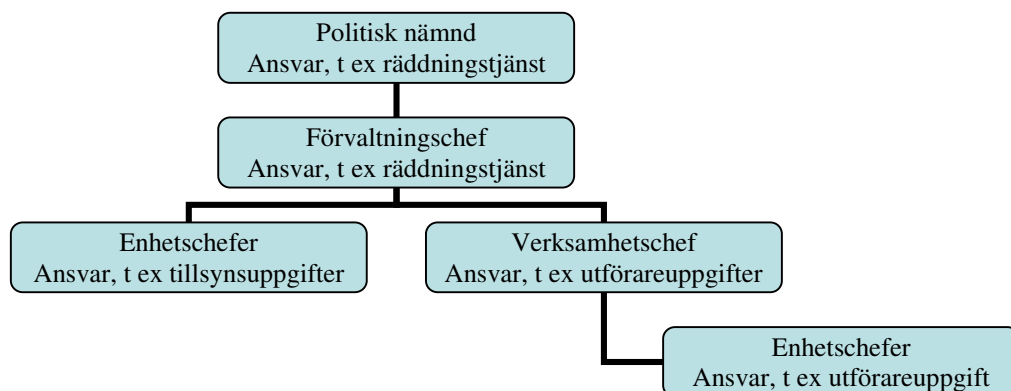 Politisk nämnd
Ansvar, t ex räddningstjänst
Förvaltningschef
Ansvar, t ex räddningstjänst
Enhetschefer
Ansvar, t ex tillsynsuppgifter
Verksamhetschef
Ansvar, t ex utförareuppgifter
Enhetschefer
Ansvar, t ex utförareuppgift